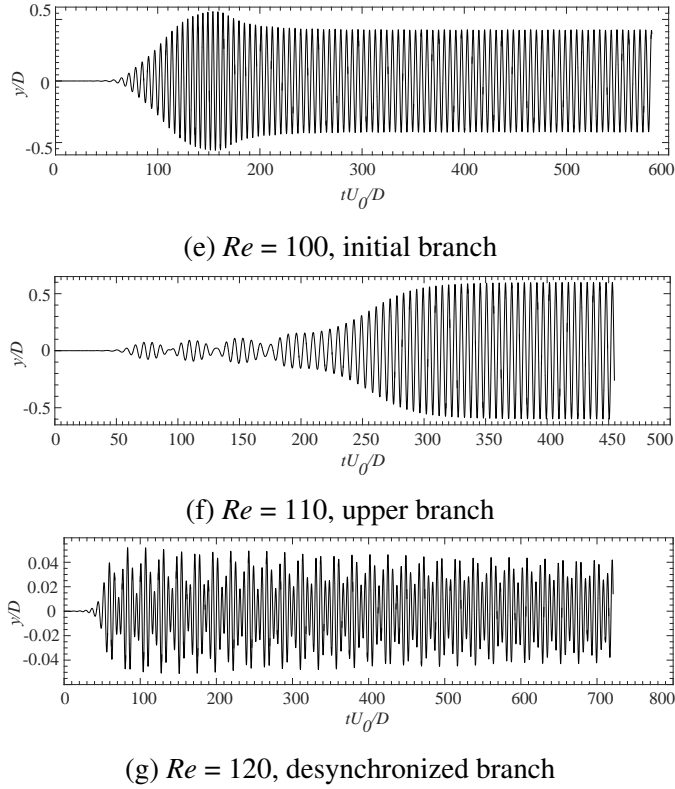 0.5
0
-0.5
y/D
0 100 200 300 400 500 600
tU_0/D
(e) Re = 100, initial branch
0.5
0
-0.5
y/D
0 50 100 150 200 250 300 350 400 450 500
tU_0/D
(f) Re = 110, upper branch
0.04
0.02
0
-0.02
-0.04
y/D
0 100 200 300 400 500 600 700 800
tU_0/D
(g) Re = 120, desynchronized branch